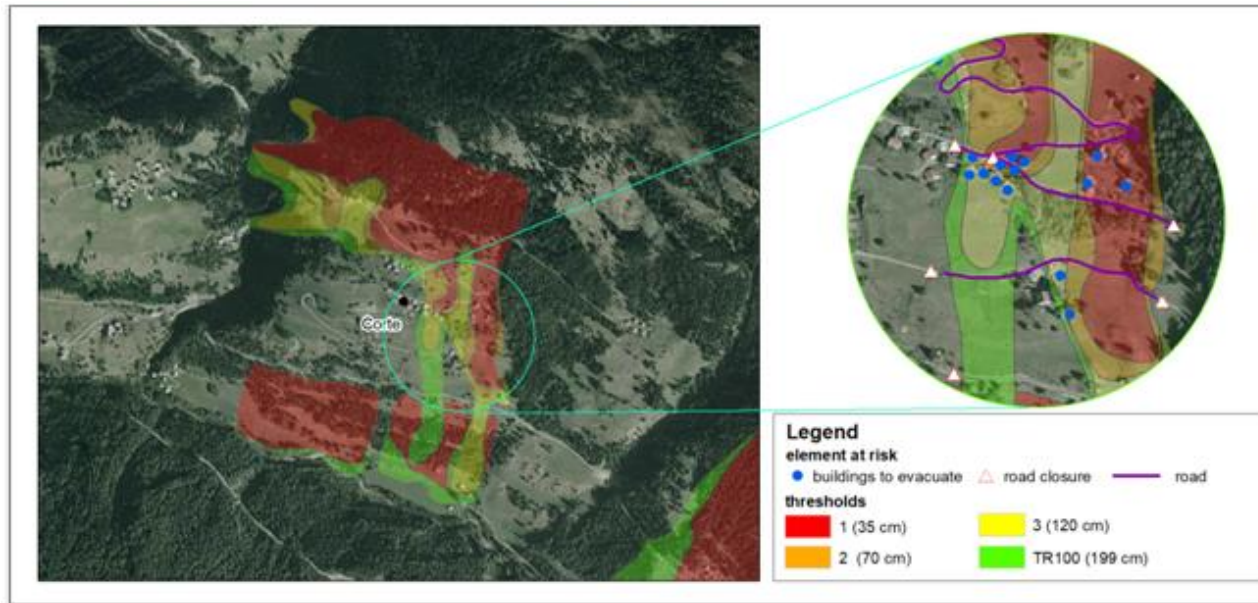 Corte
Legend
element at risk
buildings to evacuate road closure road
thresholds
1 (35 cm) 3 (120 cm)
2 (70 cm) TR100 (199 cm)